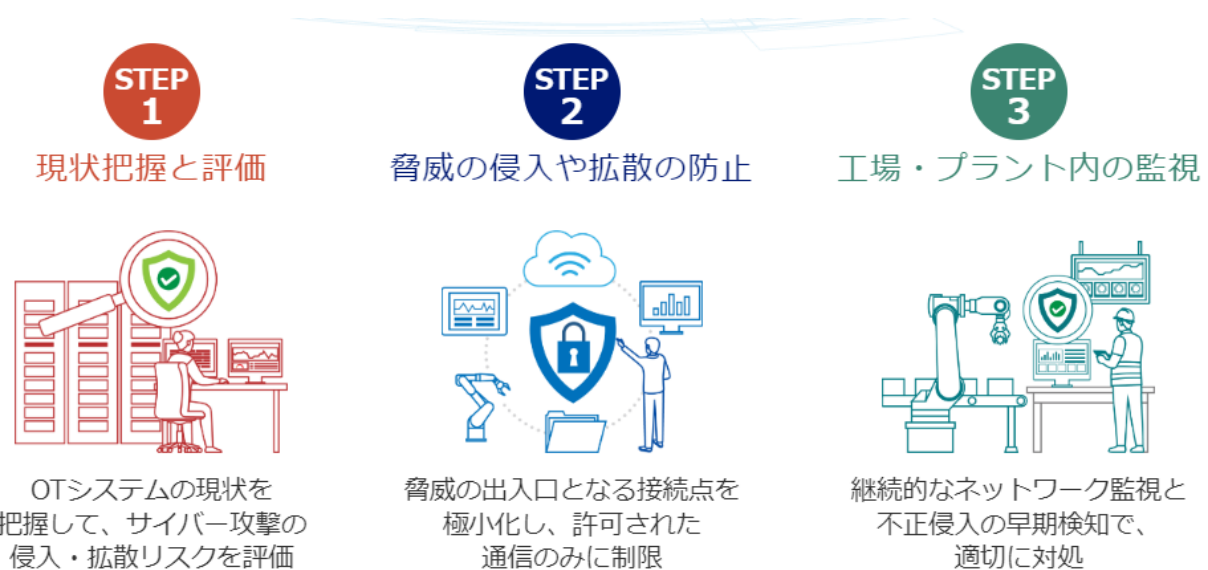 STEP
1
現状把握と評価
OTシステムの現状を
把握して、サイバー攻撃の
侵入・拡散リスクを評価
STEP
2
脅威の侵入や拡散の防止
脅威の出入口となる接続点を
極小化し、許可された
通信のみに制限
STEP
3
工場・プラント内の監視
継続的なネットワーク監視と
不正侵入の早期検知で、
適切に対処